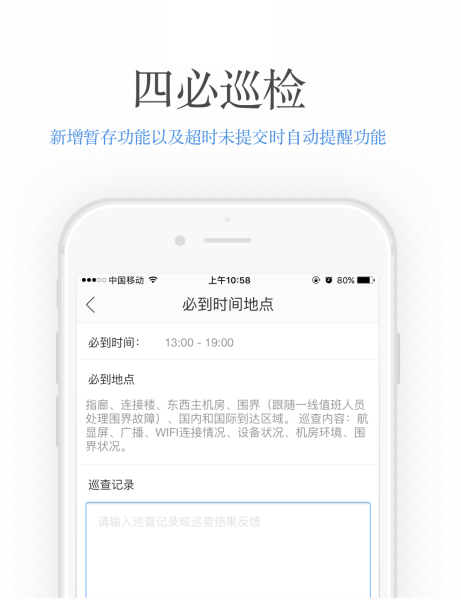 四必巡检
新增暂存功能以及超时未提交时自动提醒功能
中国移动 上午10:58 80%
必到时间地点
必到时间： 13:00 - 19:00
必到地点
指廊、连接楼、东西主机房、围界（跟随一线值班人员
处理围界故障）、国内和国际到达区域。 巡查内容：航
显屏、广播、WIFI连接情况、设备状况、机房环境、围
界状况。
巡查记录
请输入巡查记录或巡查结果反馈